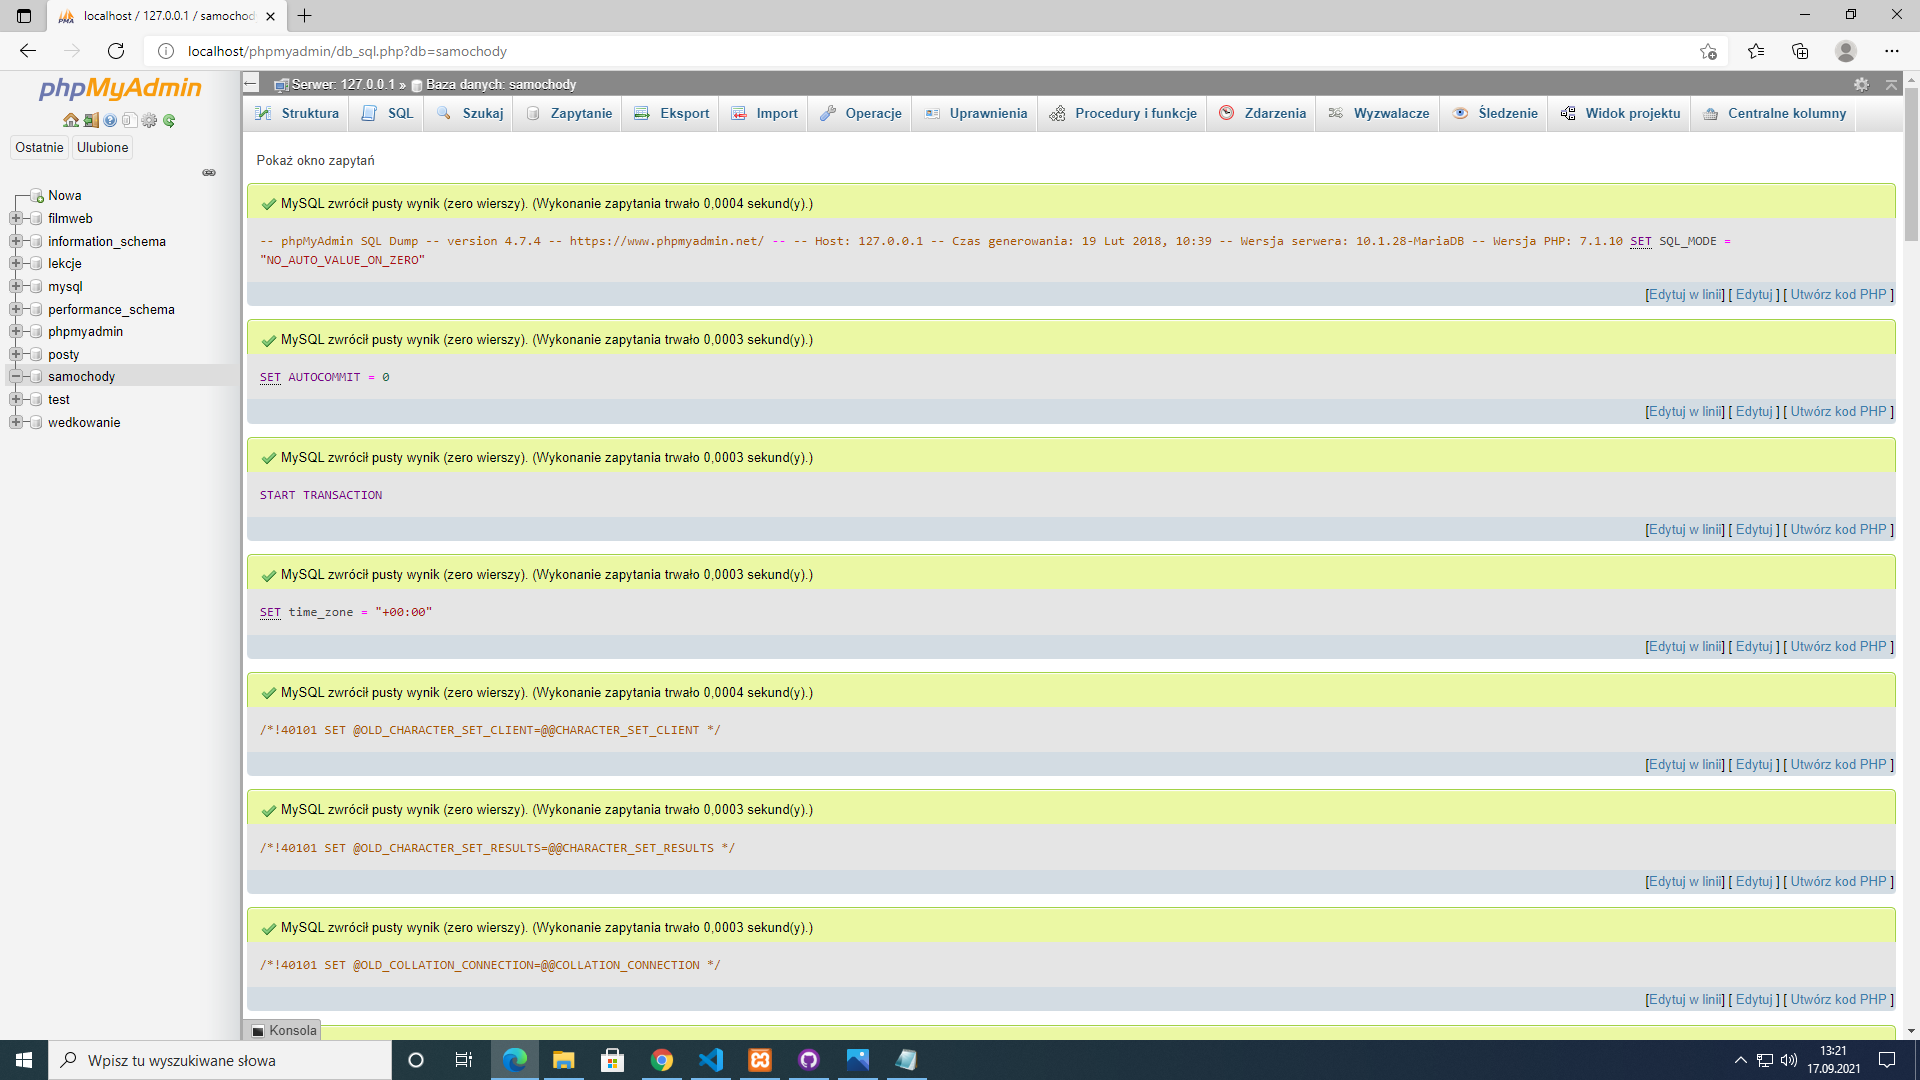 localhost / 127.0.0.1 / samochod
localhost/phpmyadmin/db_sql.php?db=samochody
phpMyAdmin
Ostatnie Ulubione
Nowa
filmweb
information_schema
lekcje
mysql
performance_schema
phpmyadmin
posty
samochody
test
wedkowanie
Serwer: 127.0.0.1 » Baza danych: samochody
Struktura SQL Szukaj Zapytanie Eksport Import Operacje Uprawnienia Procedury i funkcje Zdarzenia Wyzwalacze Śledzenie Widok projektu Centralne kolumny
Pokaż okno zapytań
MySQL zwrócił pusty wynik (zero wierszy). (Wykonanie zapytania trwało 0,0004 sekund(y).)
-- phpMyAdmin SQL Dump -- version 4.7.4 -- https://www.phpmyadmin.net/ -- -- Host: 127.0.0.1 -- Czas generowania: 19 Lut 2018, 10:39 -- Wersja serwera: 10.1.28-MariaDB -- Wersja PHP: 7.1.10 SET SQL_MODE =
"NO_AUTO_VALUE_ON_ZERO"
[Edytuj w linii] [ Edytuj ] [ Utwórz kod PHP ]
MySQL zwrócił pusty wynik (zero wierszy). (Wykonanie zapytania trwało 0,0003 sekund(y).)
SET AUTOCOMMIT = 0
[Edytuj w linii] [ Edytuj ] [ Utwórz kod PHP ]
MySQL zwrócił pusty wynik (zero wierszy). (Wykonanie zapytania trwało 0,0003 sekund(y).)
START TRANSACTION
[Edytuj w linii] [ Edytuj ] [ Utwórz kod PHP ]
MySQL zwrócił pusty wynik (zero wierszy). (Wykonanie zapytania trwało 0,0003 sekund(y).)
SET time_zone = "+00:00"
[Edytuj w linii] [ Edytuj ] [ Utwórz kod PHP ]
MySQL zwrócił pusty wynik (zero wierszy). (Wykonanie zapytania trwało 0,0004 sekund(y).)
/*!40101 SET @OLD_CHARACTER_SET_CLIENT=@@CHARACTER_SET_CLIENT */
[Edytuj w linii] [ Edytuj ] [ Utwórz kod PHP ]
MySQL zwrócił pusty wynik (zero wierszy). (Wykonanie zapytania trwało 0,0003 sekund(y).)
/*!40101 SET @OLD_CHARACTER_SET_RESULTS=@@CHARACTER_SET_RESULTS */
[Edytuj w linii] [ Edytuj ] [ Utwórz kod PHP ]
MySQL zwrócił pusty wynik (zero wierszy). (Wykonanie zapytania trwało 0,0003 sekund(y).)
/*!40101 SET @OLD_COLLATION_CONNECTION=@@COLLATION_CONNECTION */
[Edytuj w linii] [ Edytuj ] [ Utwórz kod PHP ]
Konsola
Wpisz tu wyszukiwane słowa
13:21
17.09.2021